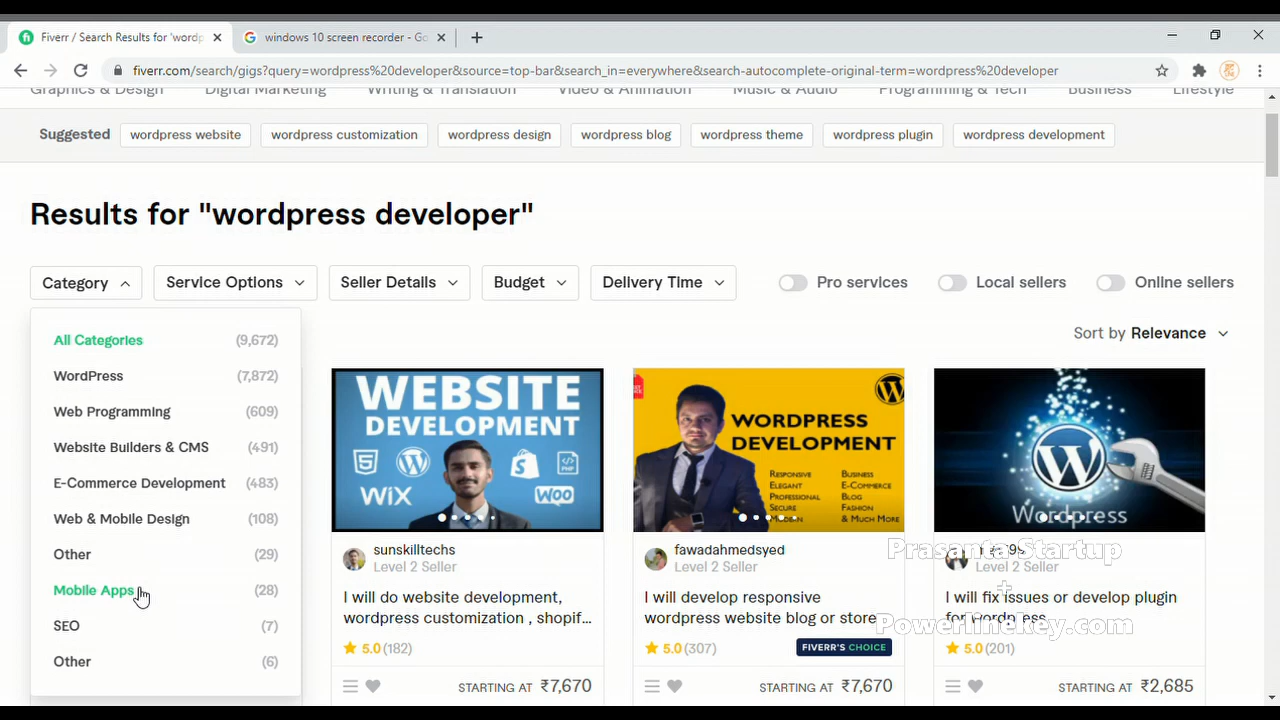 Fiverr / Search Results for 'wordp
windows 10 screen recorder - Go
fiverr.com/search/gigs?query=wordpress%20developer&source=top-bar&search_in=everywhere&search-autocomplete-original-term=wordpress%20developer
Graphics & Design Digital Marketing Writing & Translation Video & Animation Music & Audio Programming & Tech Business Lifestyle
Suggested wordpress website wordpress customization wordpress design wordpress blog wordpress theme wordpress plugin wordpress development
Results for "wordpress developer"
Category Service Options Seller Details Budget Delivery Time Pro services Local sellers Online sellers
Sort by Relevance
All Categories (9,672)
WordPress (7,872)
Web Programming (609)
Website Builders & CMS (491)
E-Commerce Development (483)
Web & Mobile Design (108)
Other (29)
Mobile Apps (28)
SEO (7)
Other (6)
WEBSITE
DEVELOPMENT
WiX
WOO
sunskilltechs
Level 2 Seller
I will do website development,
wordpress customization , shopif...
5.0 (182)
STARTING AT ₹7,670
WORDPRESS
DEVELOPMENT
Responsive Business
Elegant E-Commerce
Professional Blog
Secure Fashion
Modern & Much More
fawadahmedsyed
Level 2 Seller
I will develop responsive
wordpress website blog or store
5.0 (307)
FIVERR'S CHOICE
STARTING AT ₹7,670
Wordpress
Level 2 Seller
I will fix issues or develop plugin
for wordpress
5.0 (201)
STARTING AT ₹2,685
Prasanta Startup
+
Powerlinekey.com